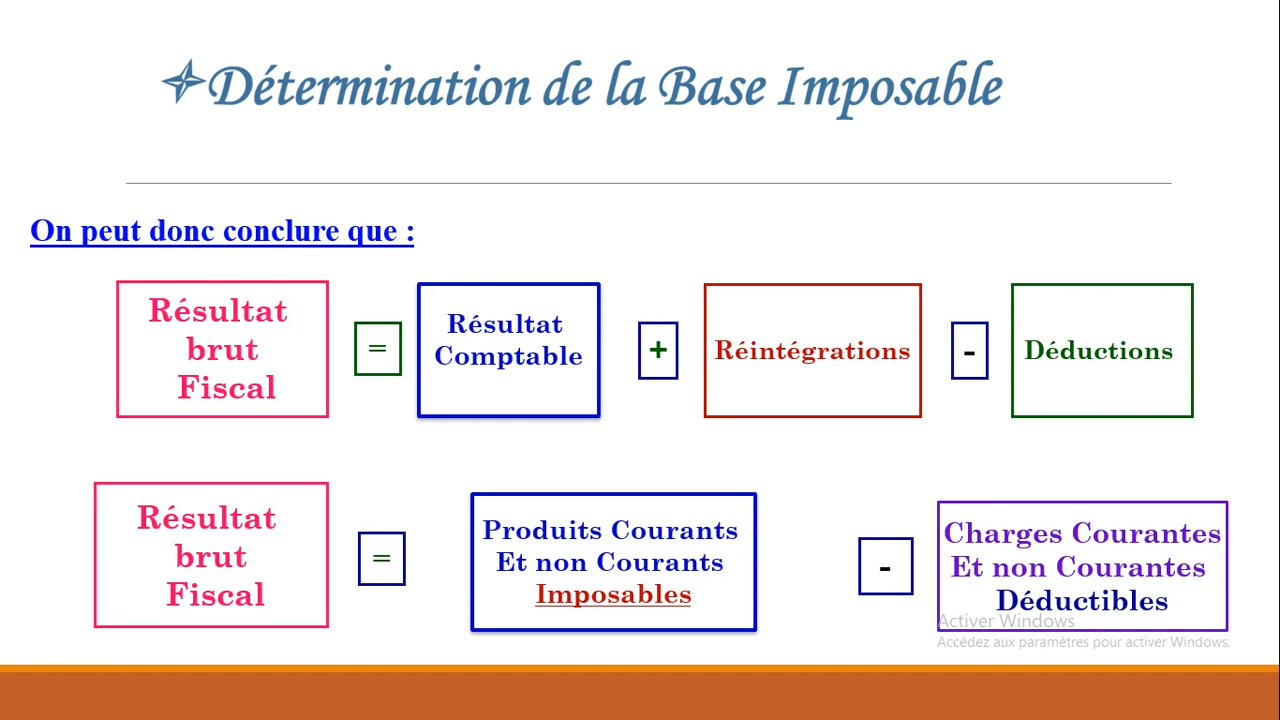 Détermination de la Base Imposable
On peut donc conclure que :
Résultat
brut
Fiscal
=
Résultat
Comptable
+
Réintégrations
-
Déductions
Résultat
brut
Fiscal
=
Produits Courants
Et non Courants
Imposables
-
Charges Courantes
Et non Courantes
Déductibles
Activer Windows
Accédez aux paramètres pour activer Windows.